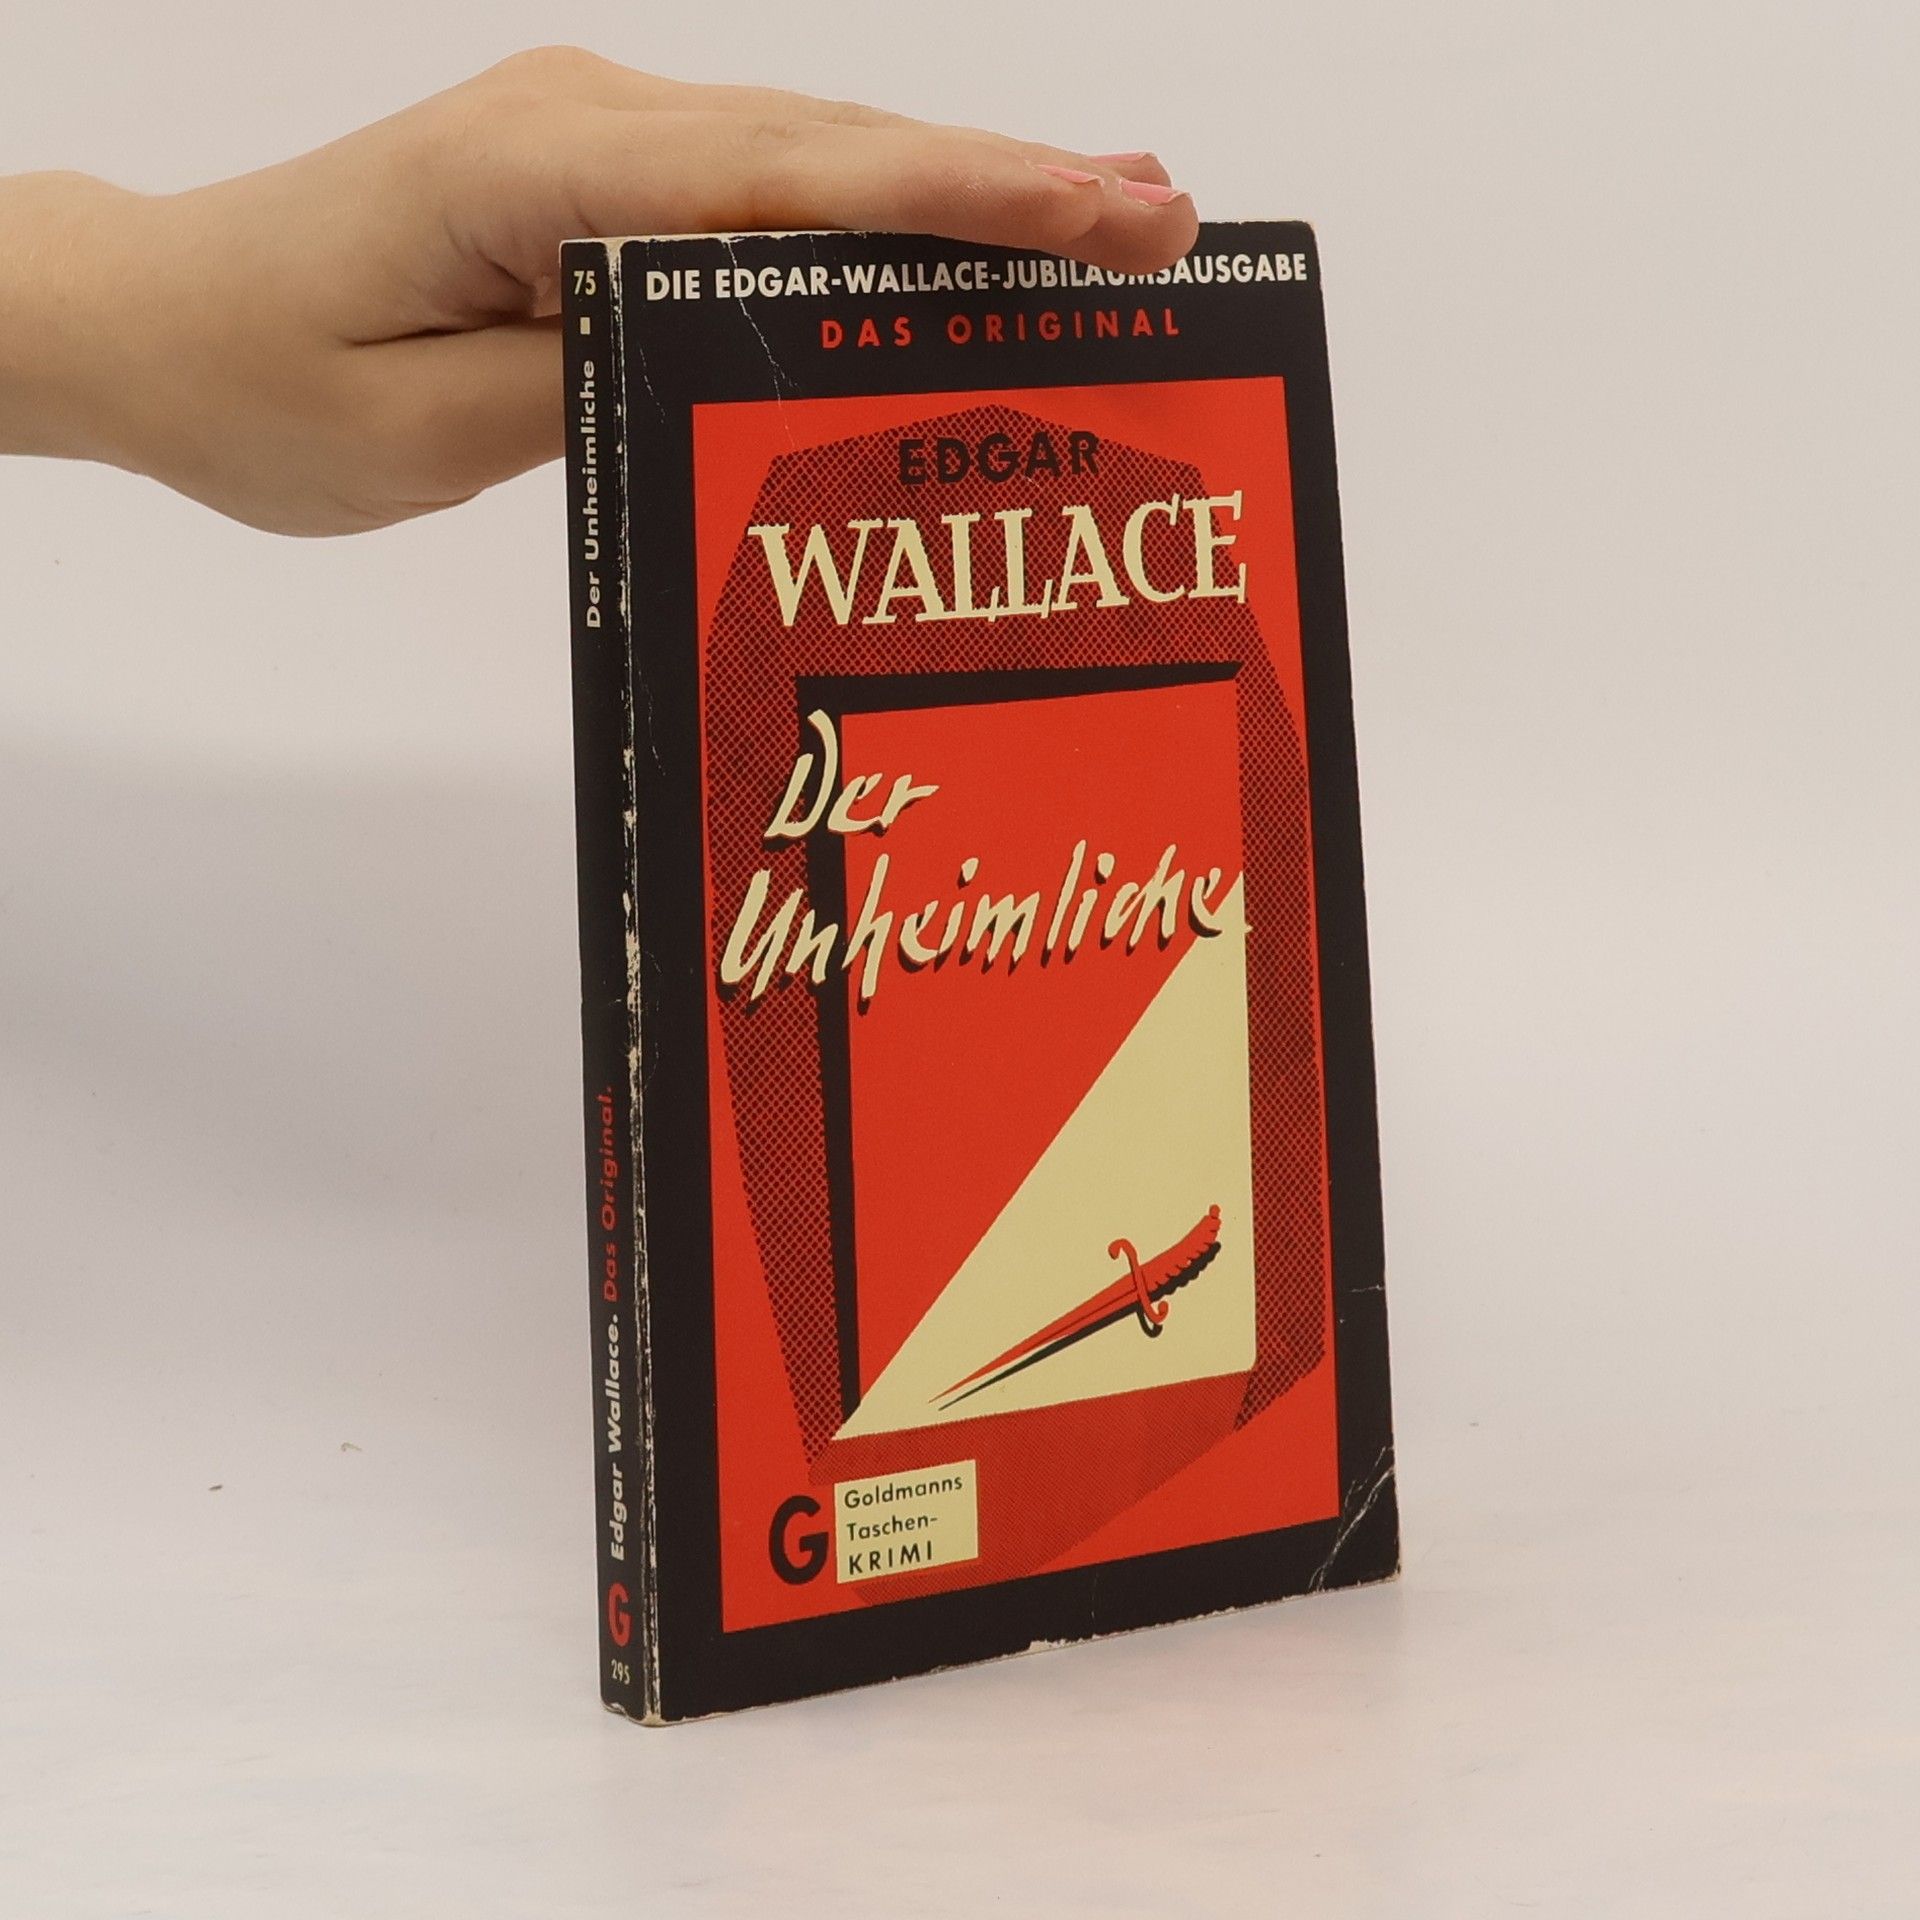 DIE EDGAR-WALLACE-JUBILÄUMSAUSGABE
DAS ORIGINAL
EDGAR
WALLACE
Der
Unheimliche
G
Goldmanns
Taschen-
KRIMI
75
Der Unheimliche
Edgar Wallace. Das Original.
G
295